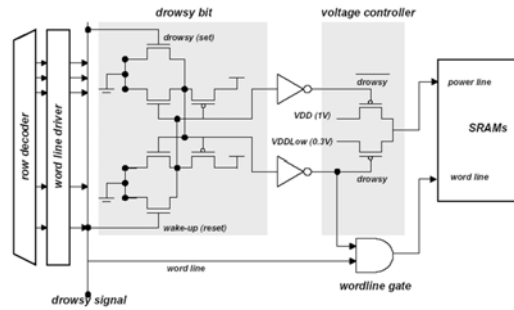 drowsy bit
voltage controller
row decoder
word line driver
drowsy (set)
drowsy
VDD (1V)
VDDLow (0.3V)
drowsy
wake-up (reset)
power line
SRAMs
word line
word line
wordline gate
drowsy signal